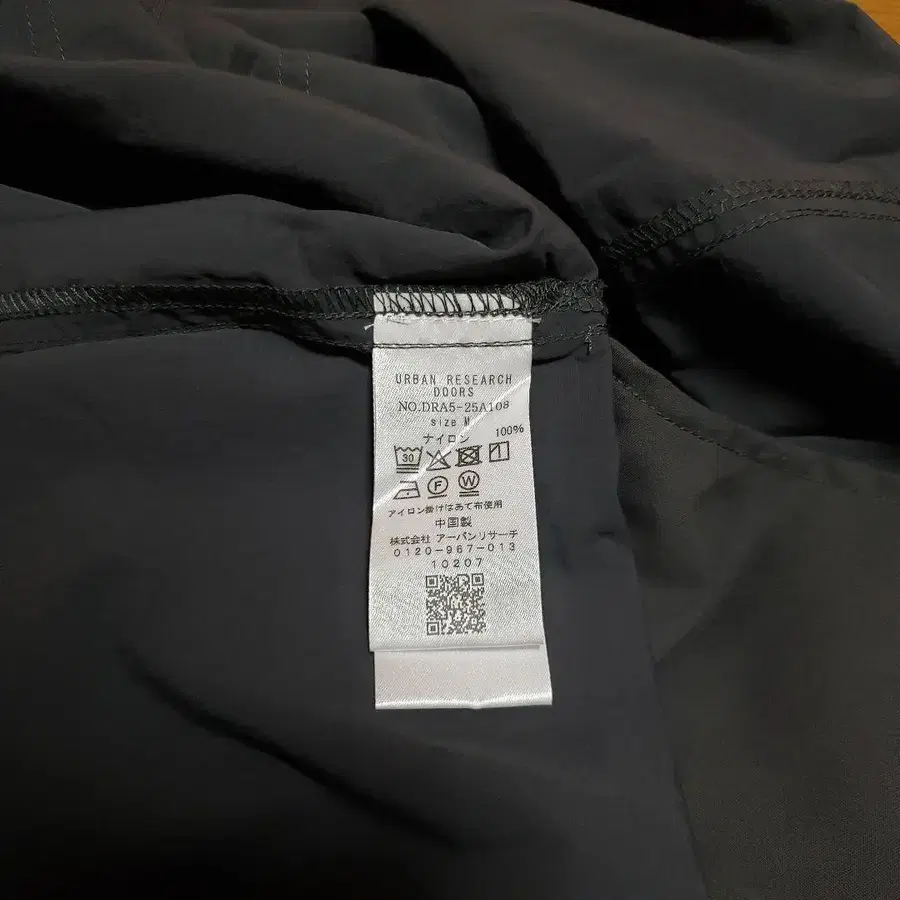 URBAN RESEARCH
DOORS
NO.DRA5-25A108
size M
ナイロン 100%
30
F W
アイロン掛けはあて布使用
中国製
株式会社 アーバンリサーチ
0120-967-013
10207